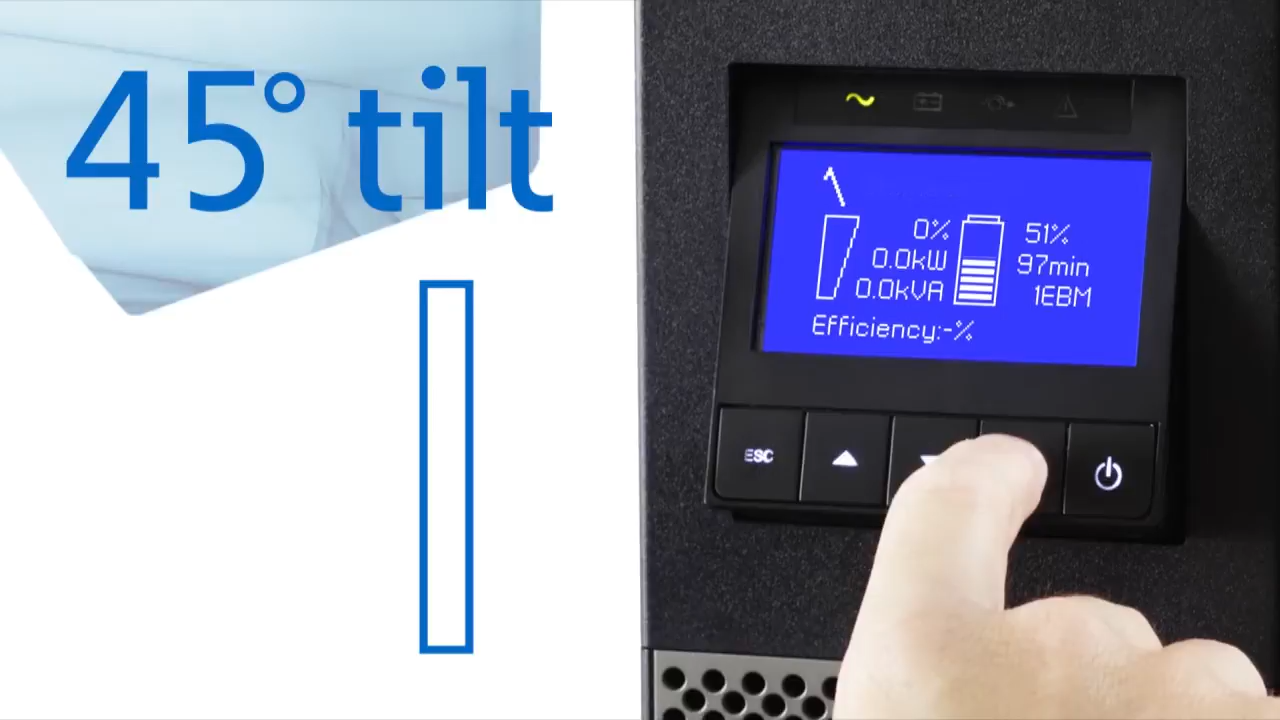 45° tilt
0%
0.0kW
0.0kVA
51%
97min
1EBM
Efficiency:-%
ESC